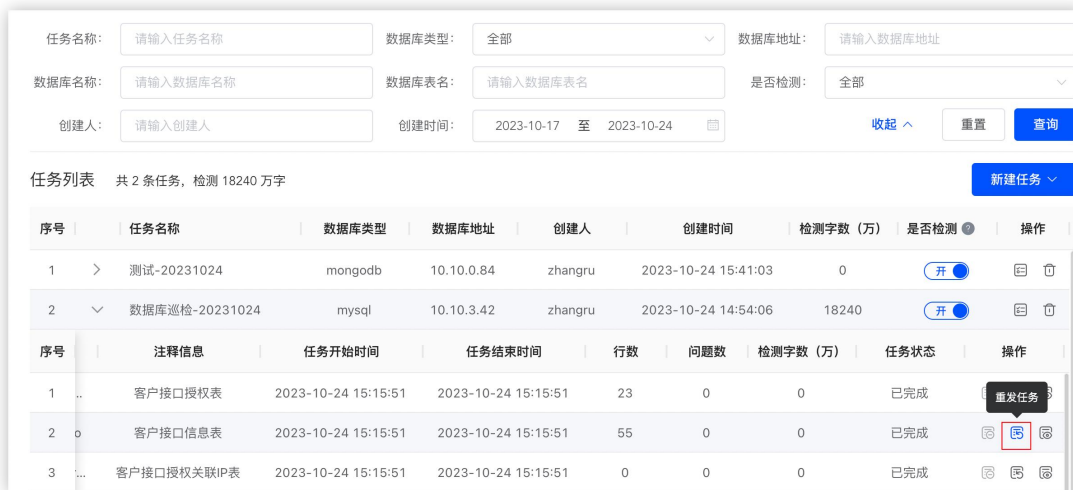 任务名称： 请输入任务名称 数据库类型： 全部 数据库地址： 请输入数据库地址
数据库名称： 请输入数据库名称 数据库表名： 请输入数据库表名 是否检测： 全部
创建人： 请输入创建人 创建时间： 2023-10-17 至 2023-10-24 收起 重置 查询
任务列表 共 2 条任务，检测 18240 万字 新建任务
序号 任务名称 数据库类型 数据库地址 创建人 创建时间 检测字数（万） 是否检测 ? 操作
1 测试-20231024 mongodb 10.10.0.84 zhangru 2023-10-24 15:41:03 0 开
2 数据库巡检-20231024 mysql 10.10.3.42 zhangru 2023-10-24 14:54:06 18240 开
序号 注释信息 任务开始时间 任务结束时间 行数 问题数 检测字数（万） 任务状态 操作
1 .. 客户接口授权表 2023-10-24 15:15:51 2023-10-24 15:15:51 23 0 0 已完成 重发任务
2 o 客户接口信息表 2023-10-24 15:15:51 2023-10-24 15:15:51 55 0 0 已完成
3 ... 客户接口授权关联IP表 2023-10-24 15:15:51 2023-10-24 15:15:51 0 0 0 已完成